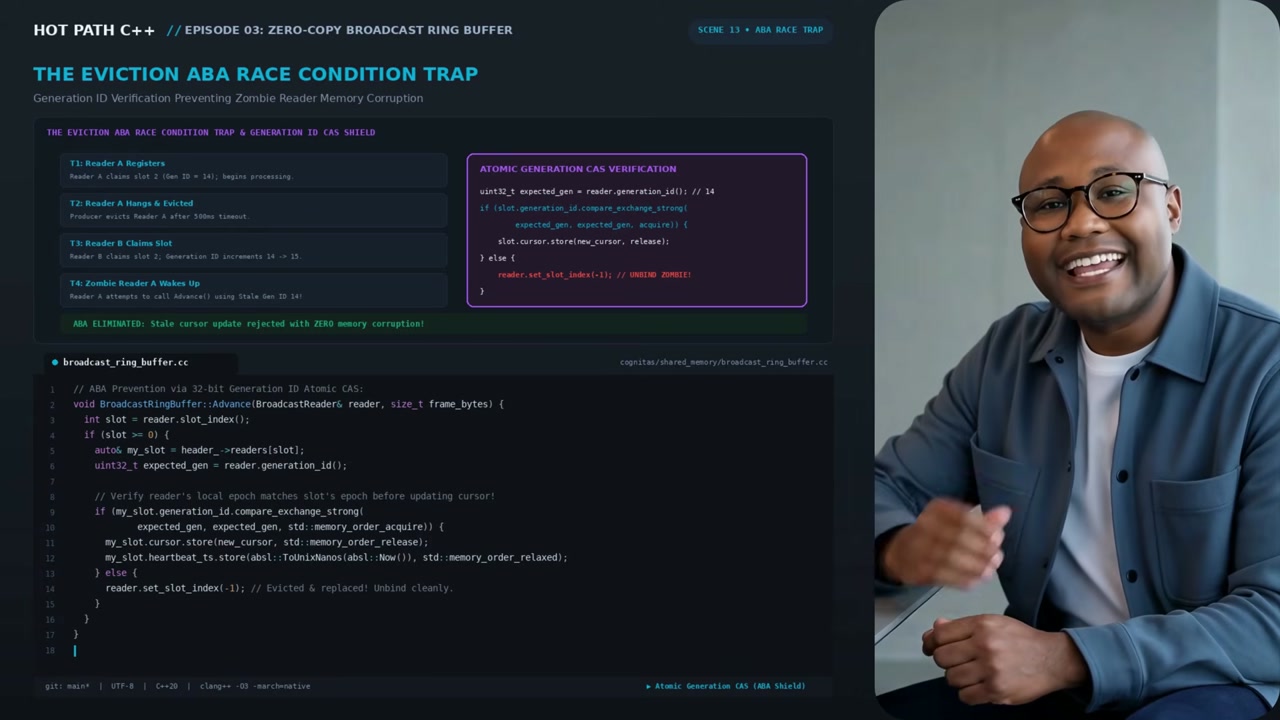 HOT PATH C++ // EPISODE 03: ZERO-COPY BROADCAST RING BUFFER
SCENE 13 • ABA RACE TRAP
THE EVICTION ABA RACE CONDITION TRAP
Generation ID Verification Preventing Zombie Reader Memory Corruption
THE EVICTION ABA RACE CONDITION TRAP & GENERATION ID CAS SHIELD
T1: Reader A Registers
Reader A claims slot 2 (Gen ID = 14); begins processing.
T2: Reader A Hangs & Evicted
Producer evicts Reader A after 500ms timeout.
T3: Reader B Claims Slot
Reader B claims slot 2; Generation ID increments 14 -> 15.
T4: Zombie Reader A Wakes Up
Reader A attempts to call Advance() using Stale Gen ID 14!
ATOMIC GENERATION CAS VERIFICATION
uint32_t expected_gen = reader.generation_id(); // 14
if (slot.generation_id.compare_exchange_strong(
expected_gen, expected_gen, acquire)) {
slot.cursor.store(new_cursor, release);
} else {
reader.set_slot_index(-1); // UNBIND ZOMBIE!
}
ABA ELIMINATED: Stale cursor update rejected with ZERO memory corruption!
broadcast_ring_buffer.cc
cognitas/shared_memory/broadcast_ring_buffer.cc
1 // ABA Prevention via 32-bit Generation ID Atomic CAS:
2 void BroadcastRingBuffer::Advance(BroadcastReader& reader, size_t frame_bytes) {
3 int slot = reader.slot_index();
4 if (slot >= 0) {
5 auto& my_slot = header_->readers[slot];
6 uint32_t expected_gen = reader.generation_id();
7
8 // Verify reader's local epoch matches slot's epoch before updating cursor!
9 if (my_slot.generation_id.compare_exchange_strong(
10 expected_gen, expected_gen, std::memory_order_acquire)) {
11 my_slot.cursor.store(new_cursor, std::memory_order_release);
12 my_slot.heartbeat_ts.store(absl::ToUnixNanos(absl::Now()), std::memory_order_relaxed);
13 } else {
14 reader.set_slot_index(-1); // Evicted & replaced! Unbind cleanly.
15 }
16 }
17 }
18
git: main* | UTF-8 | C++20 | clang++ -O3 -march=native
▶ Atomic Generation CAS (ABA Shield)